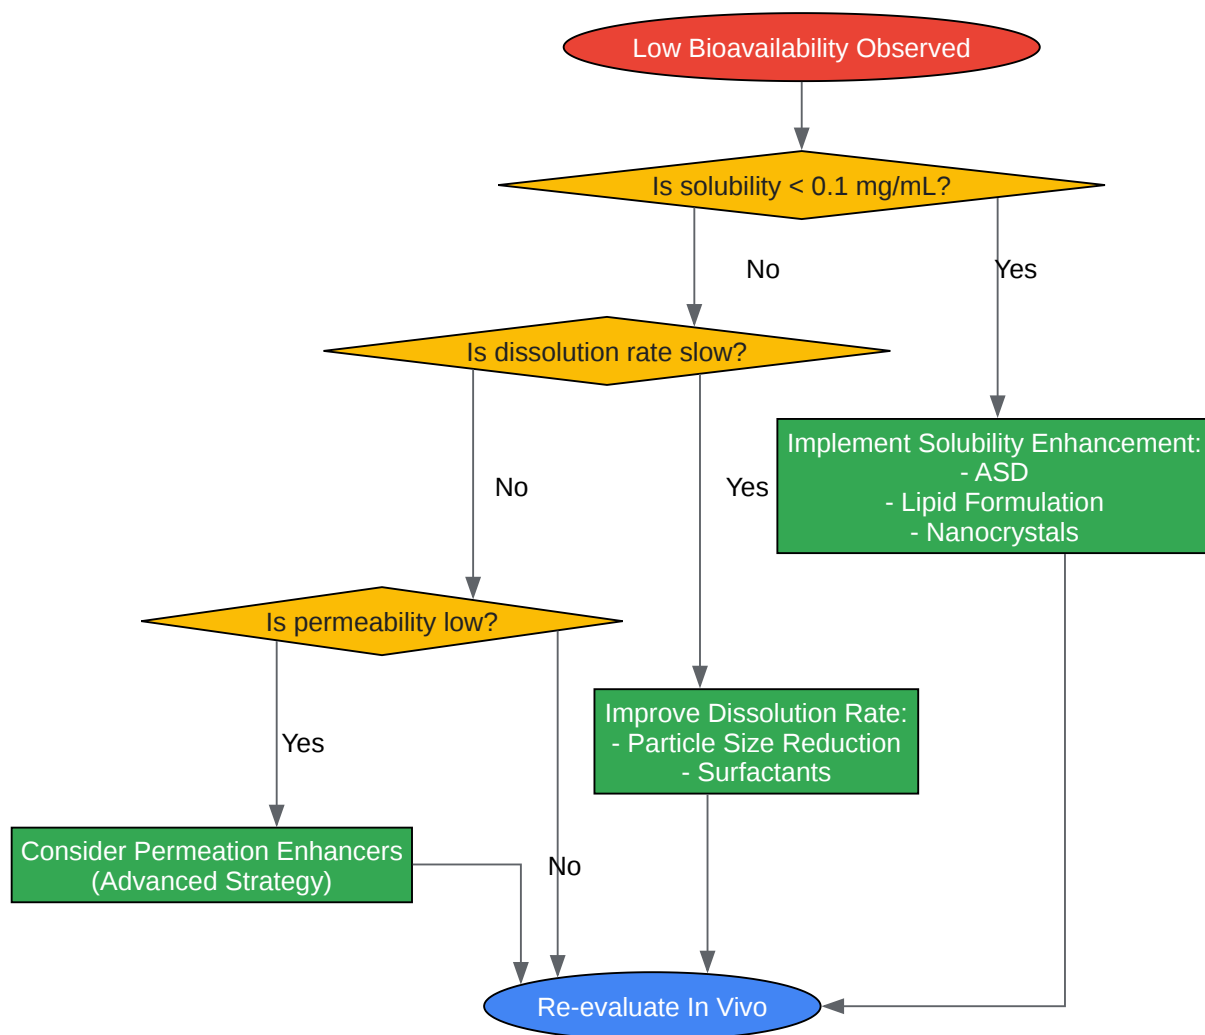 Low Bioavailability Observed
Is solubility < 0.1 mg/mL?
No
Yes
Is dissolution rate slow?
Implement Solubility Enhancement:
- ASD
- Lipid Formulation
- Nanocrystals
No
Yes
Is permeability low?
Improve Dissolution Rate:
- Particle Size Reduction
- Surfactants
Yes
Consider Permeation Enhancers
(Advanced Strategy)
No
Re-evaluate In Vivo